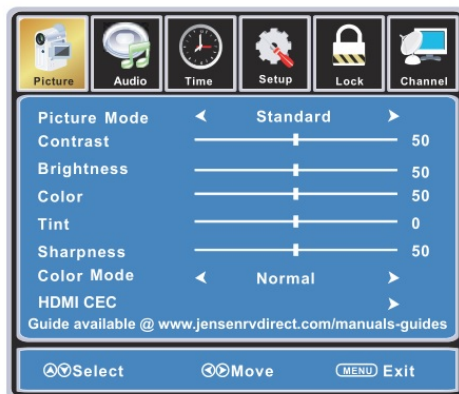 Picture Audio Time Setup Lock Channel
Picture Mode Standard
Contrast 50
Brightness 50
Color 50
Tint 0
Sharpness 50
Color Mode Normal
HDMI CEC
Guide available @ www.jensenrvdirect.com/manuals-guides
Select Move MENU Exit